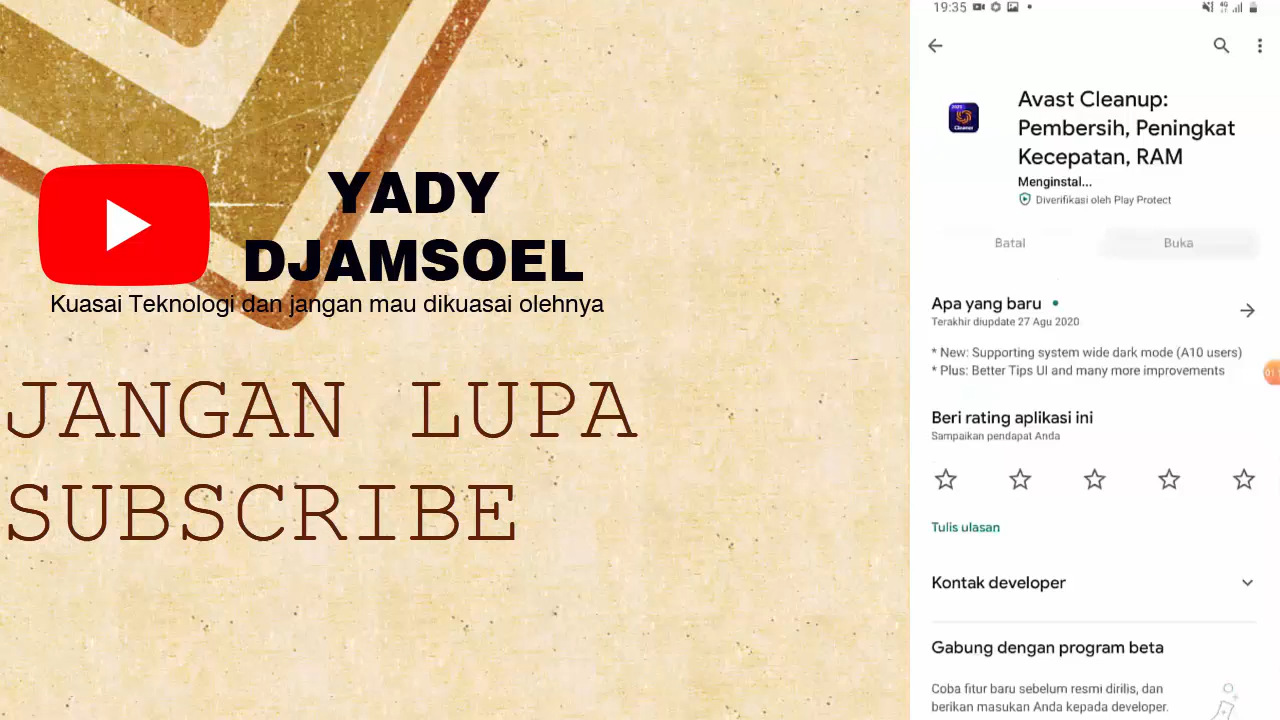 YADY
DJAMSOEL
Kuasai Teknologi dan jangan mau dikuasai olehnya
JANGAN LUPA
SUBSCRIBE
19:35
Avast Cleanup:
Pembersih, Peningkat
Kecepatan, RAM
Menginstal...
Diverifikasi oleh Play Protect
Batal
Buka
Apa yang baru
Terakhir diupdate 27 Agu 2020
* New: Supporting system wide dark mode (A10 users)
* Plus: Better Tips UI and many more improvements
Beri rating aplikasi ini
Sampaikan pendapat Anda
Tulis ulasan
Kontak developer
Gabung dengan program beta
Coba fitur baru sebelum resmi dirilis, dan
berikan masukan Anda kepada developer.